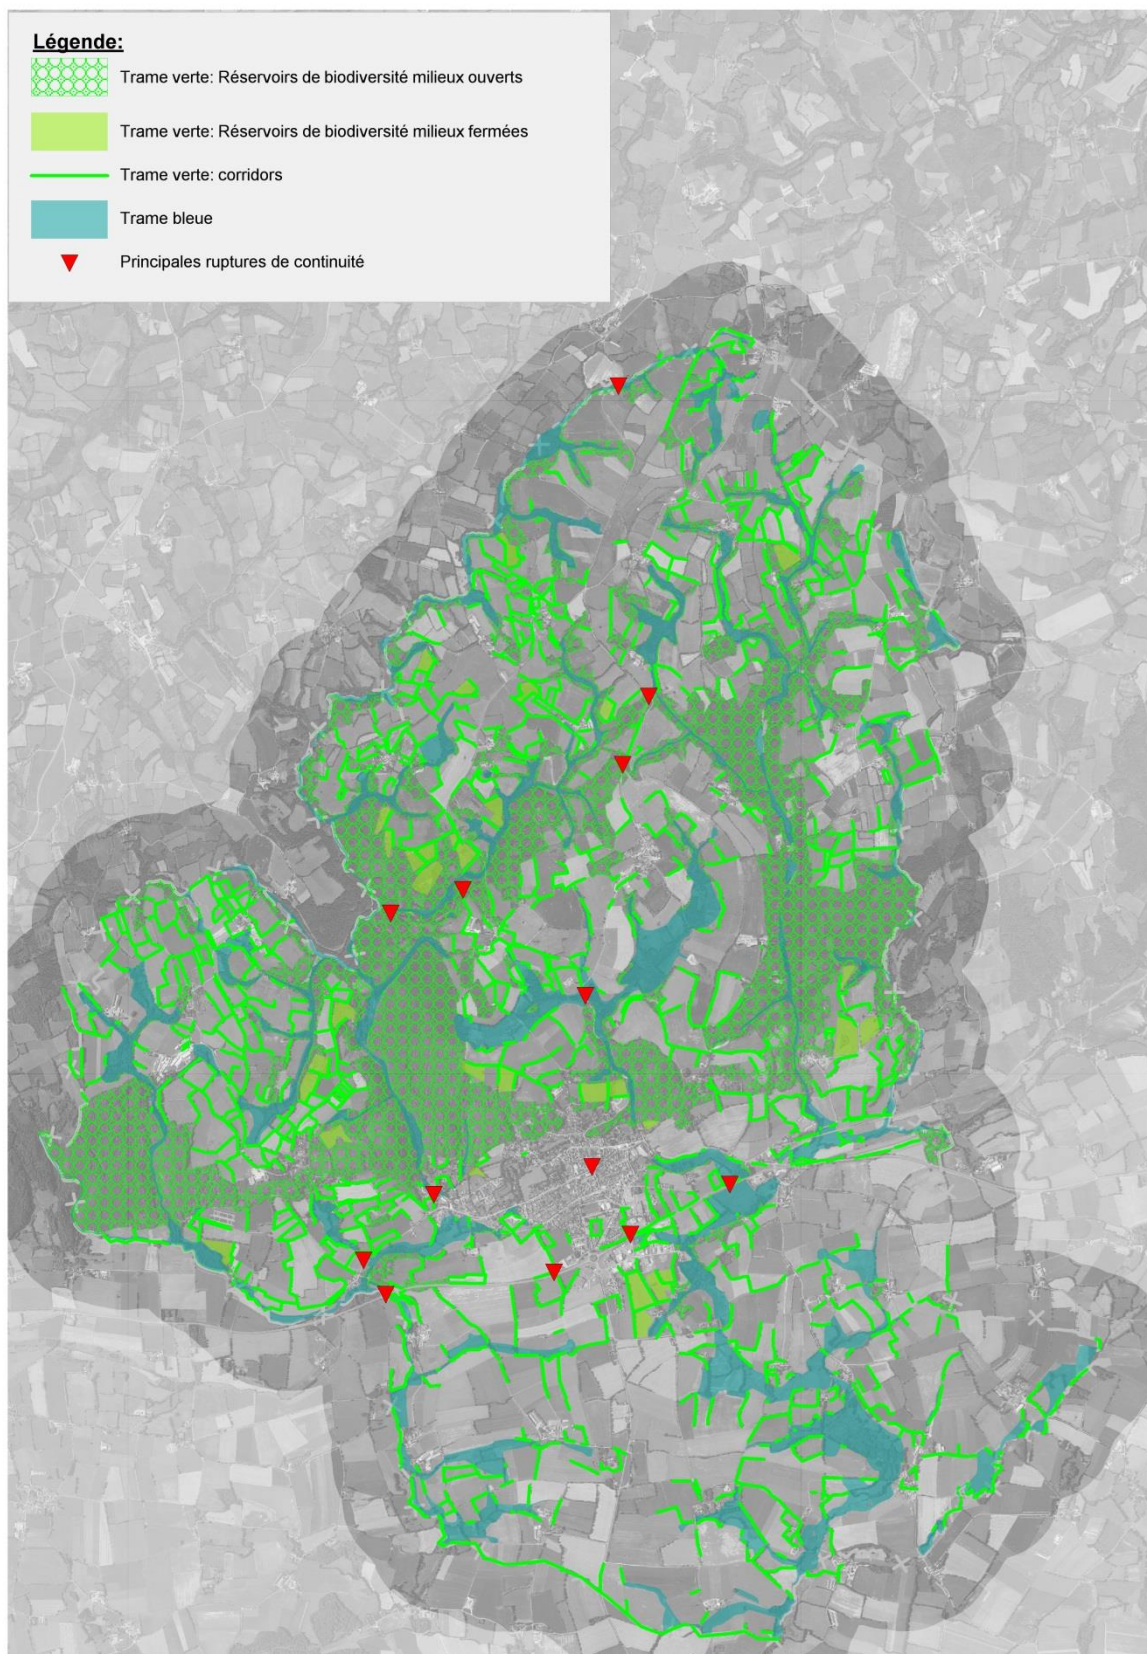 Légende:
Trame verte: Réservoirs de biodiversité milieux ouverts
Trame verte: Réservoirs de biodiversité milieux fermées
Trame verte: corridors
Trame bleue
Principales ruptures de continuité